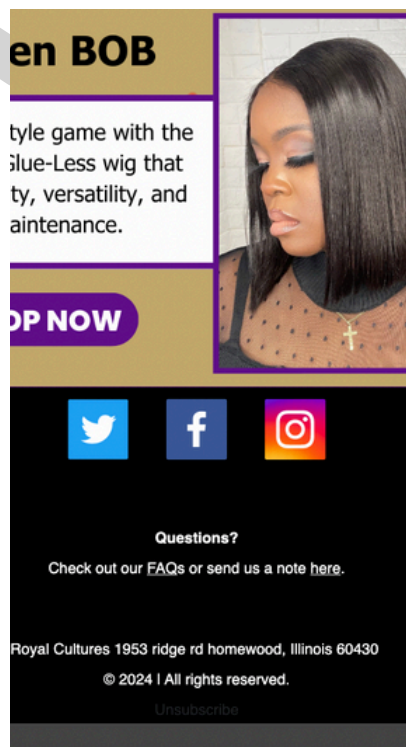 en BOB
tyle game with the
Glue-Less wig that
ty, versatility, and
aintenance.
OP NOW
Questions?
Check out our FAQs or send us a note here.
Royal Cultures 1953 ridge rd homewood, Illinois 60430
© 2024 | All rights reserved.
Unsubscribe